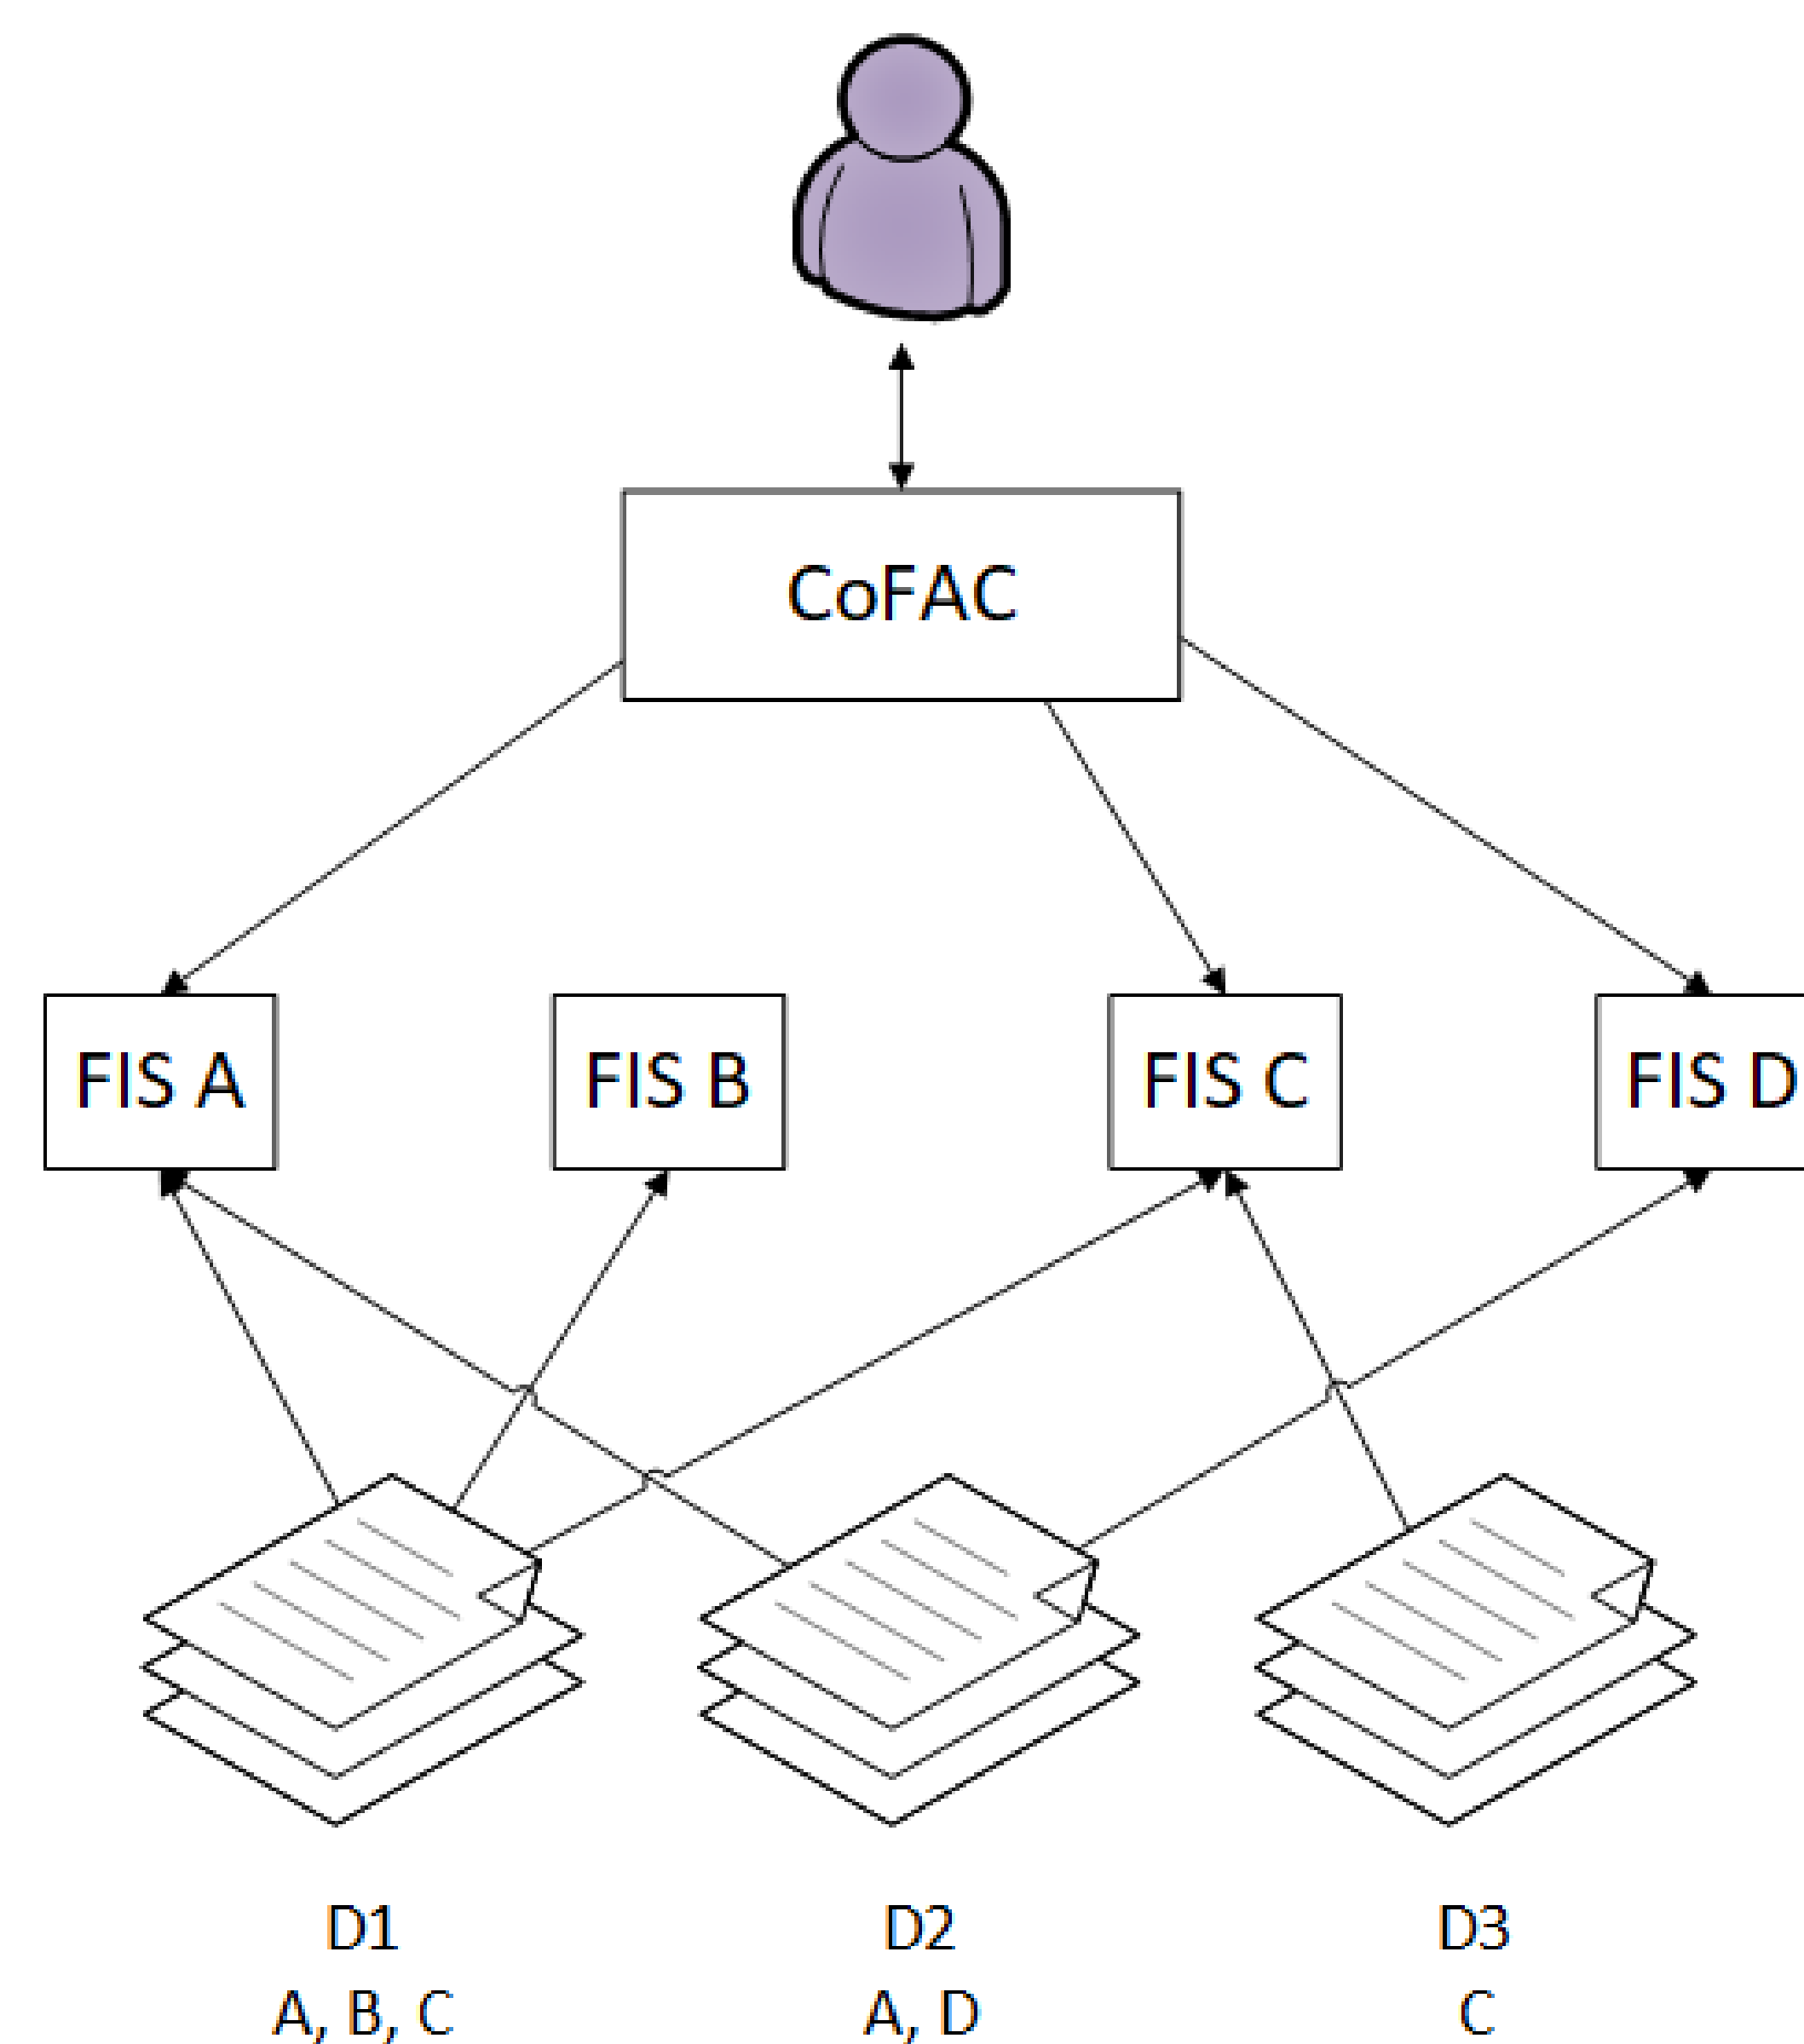 CoFAC
FIS A
FIS B
FIS C
FIS D
D1
D2
D3
A, B, C
A, D
C